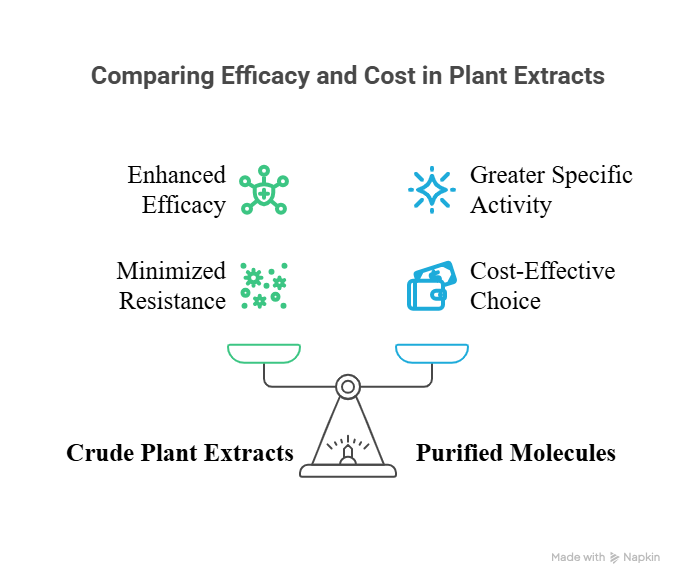 Comparing Efficacy and Cost in Plant Extracts
Enhanced
Efficacy
Greater Specific
Activity
Minimized
Resistance
Cost-Effective
Choice
Crude Plant Extracts
Purified Molecules
Made with Napkin